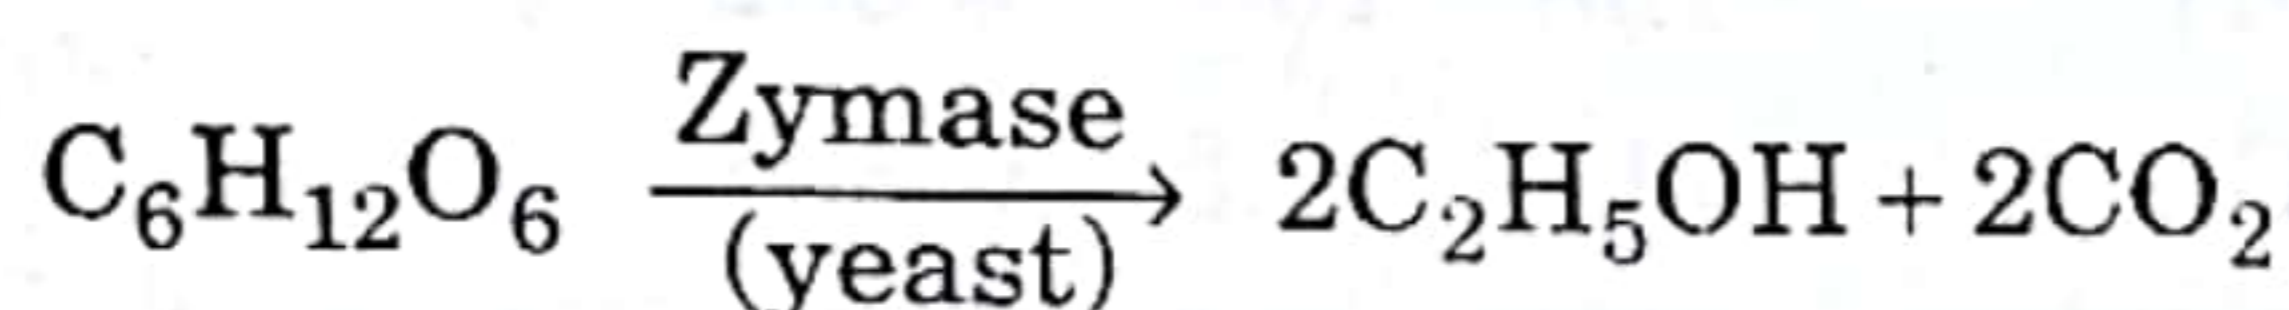 Zymase
C₆H₁₂O₆ ⟶ 2C₂H₅OH + 2CO₂
(yeast)